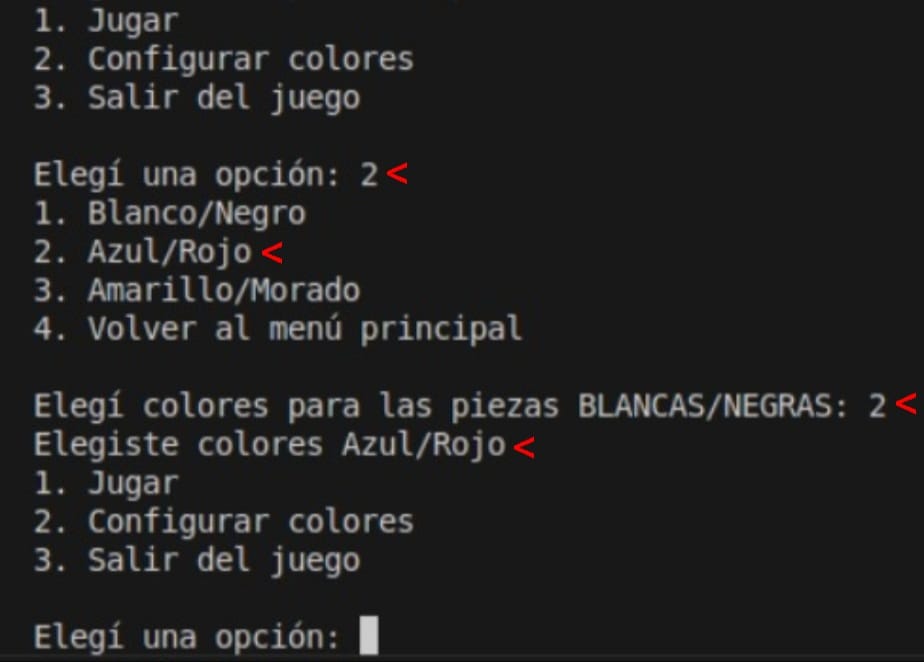 1. Jugar
2. Configurar colores
3. Salir del juego
Elegí una opción: 2 <
1. Blanco/Negro
2. Azul/Rojo <
3. Amarillo/Morado
4. Volver al menú principal
Elegí colores para las piezas BLANCAS/NEGRAS: 2 <
Elegiste colores Azul/Rojo <
1. Jugar
2. Configurar colores
3. Salir del juego
Elegí una opción: